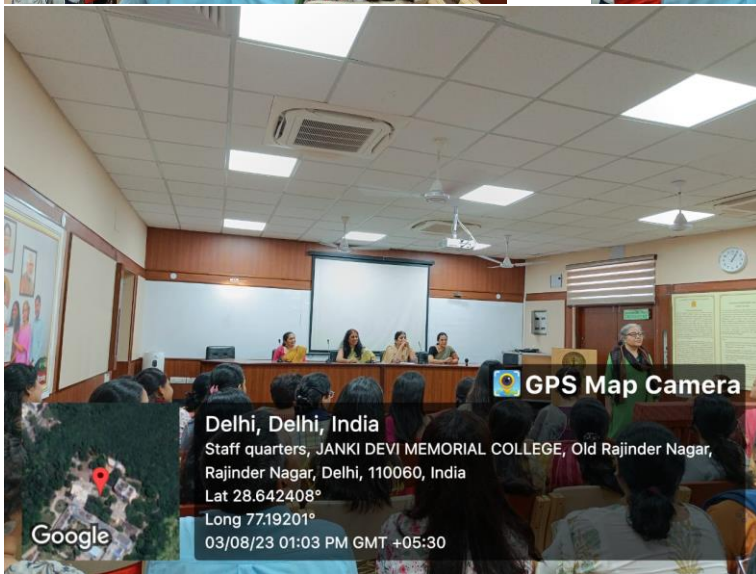 GPS Map Camera
Delhi, Delhi, India
Staff quarters, JANKI DEVI MEMORIAL COLLEGE, Old Rajinder Nagar,
Rajinder Nagar, Delhi, 110060, India
Lat 28.642408°
Long 77.19201°
03/08/23 01:03 PM GMT +05:30
Google